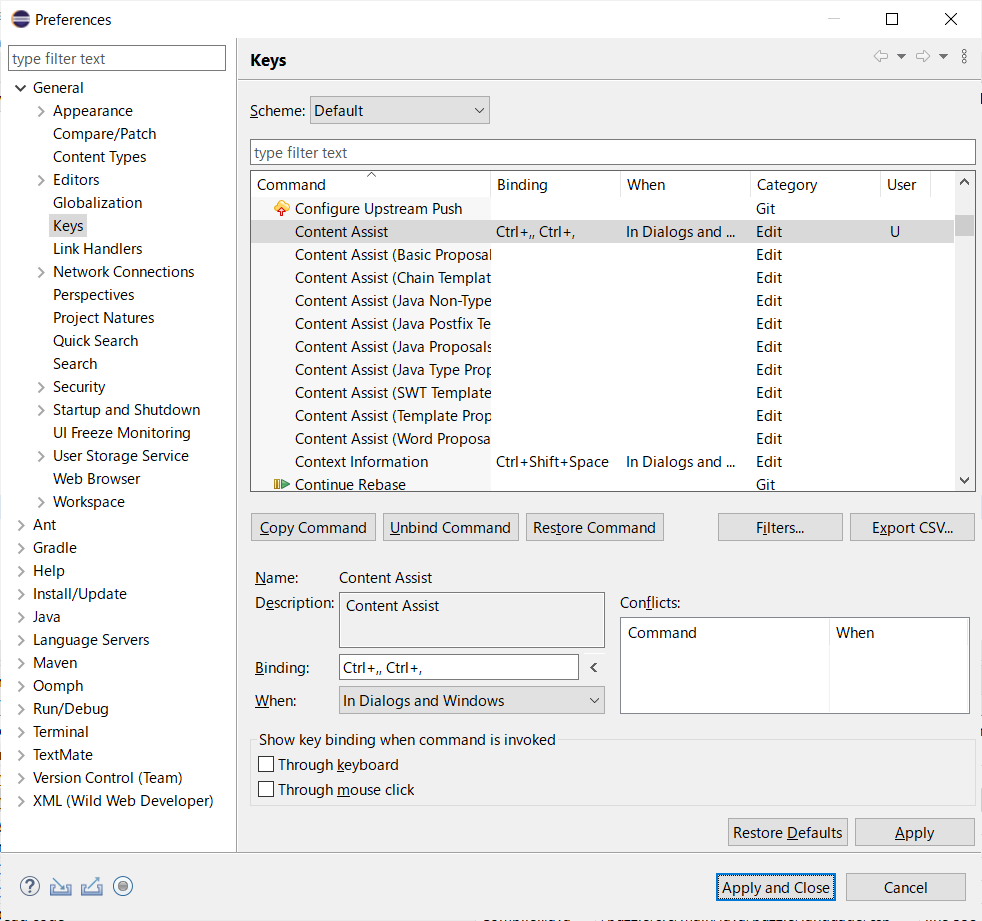 Preferences
type filter text
General
Appearance
Compare/Patch
Content Types
Editors
Globalization
Keys
Link Handlers
Network Connections
Perspectives
Project Natures
Quick Search
Search
Security
Startup and Shutdown
UI Freeze Monitoring
User Storage Service
Web Browser
Workspace
Ant
Gradle
Help
Install/Update
Java
Language Servers
Maven
Oomph
Run/Debug
Terminal
TextMate
Version Control (Team)
XML (Wild Web Developer)
Keys
Scheme: Default
type filter text
Command Binding When Category User
Configure Upstream Push Git
Content Assist Ctrl+,, Ctrl+, In Dialogs and ... Edit U
Content Assist (Basic Proposal Edit
Content Assist (Chain Templat Edit
Content Assist (Java Non-Type Edit
Content Assist (Java Postfix Te Edit
Content Assist (Java Proposals Edit
Content Assist (Java Type Prop Edit
Content Assist (SWT Template Edit
Content Assist (Template Prop Edit
Content Assist (Word Proposa Edit
Context Information Ctrl+Shift+Space In Dialogs and ... Edit
Continue Rebase Git
Copy Command Unbind Command Restore Command Filters... Export CSV...
Name: Content Assist
Description: Content Assist
Conflicts:
Command When
Binding: Ctrl+,, Ctrl+, <
When: In Dialogs and Windows
Show key binding when command is invoked
Through keyboard
Through mouse click
Restore Defaults Apply
Apply and Close Cancel